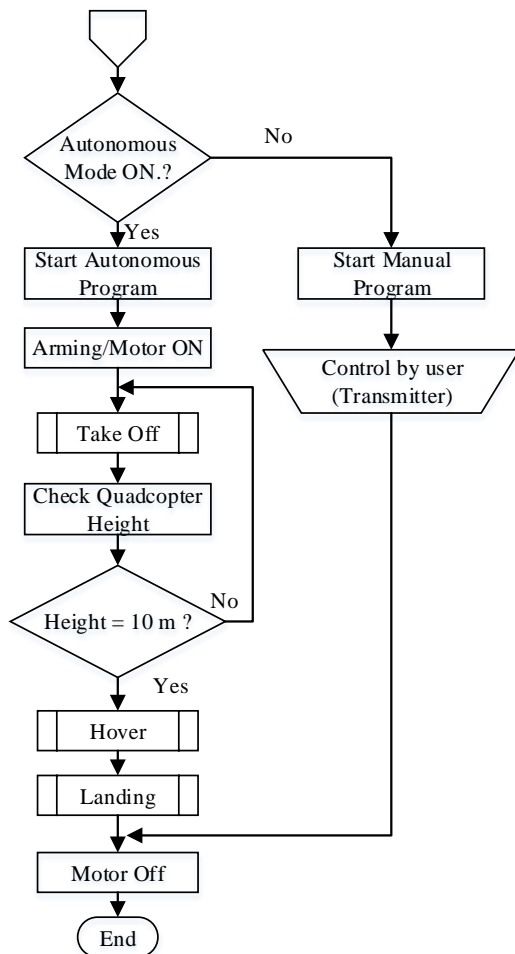 Autonomous
Mode ON.?
No
Yes
Start Autonomous
Program
Start Manual
Program
Arming/Motor ON
Control by user
(Transmitter)
Take Off
Check Quadcopter
Height
No
Height = 10 m ?
Yes
Hover
Landing
Motor Off
End